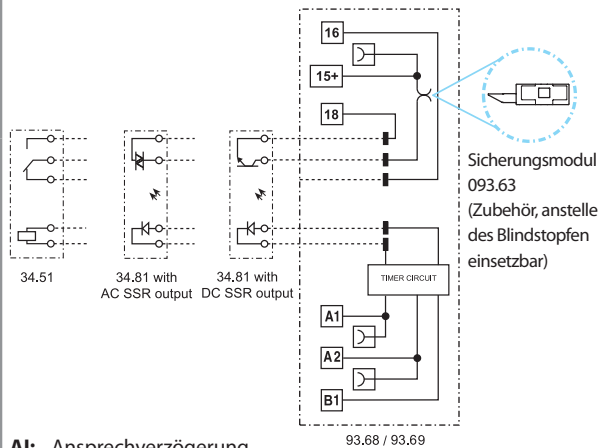 16
15+
18
Sicherungsmodul
093.63
(Zubehör, anstelle
des Blindstopfen
einsetzbar)
34.51
34.81 with
AC SSR output
34.81 with
DC SSR output
TIMER CIRCUIT
A1
A2
B1
93.68 / 93.69
AI: Ansprechverzögerung